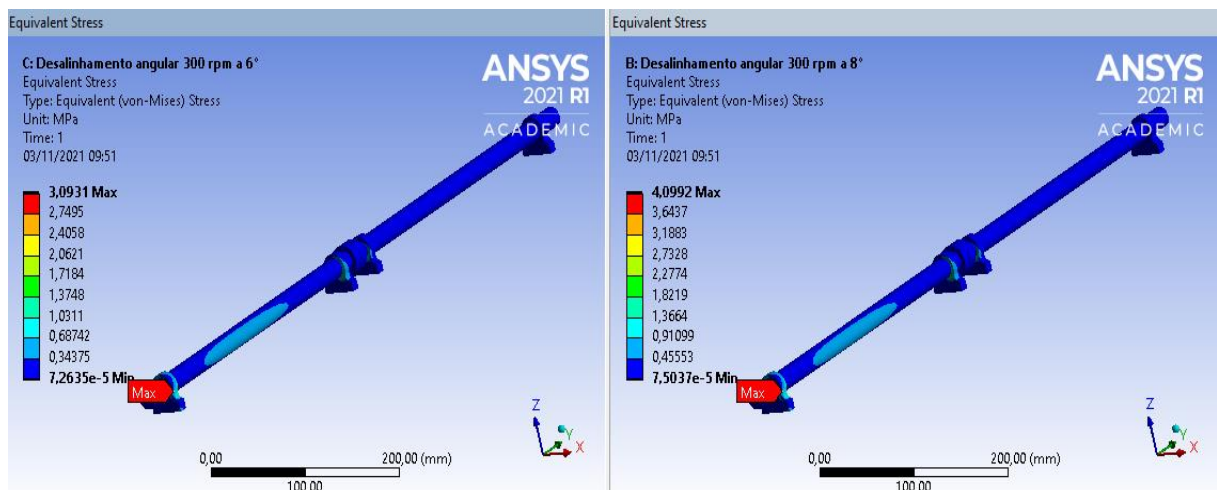 Equivalent Stress
C: Desalinhamento angular 300 rpm a 6°
Equivalent Stress
Type: Equivalent (von-Mises) Stress
Unit: MPa
Time: 1
03/11/2021 09:51
3,0931 Max
2,7495
2,4058
2,0621
1,7184
1,3748
1,0311
0,68742
0,34375
7,2635e-5 Min
ANSYS
2021 R1
ACADEMIC
Max
Z
Y
X
0,00
200,00 (mm)
100,00
Equivalent Stress
B: Desalinhamento angular 300 rpm a 8°
Equivalent Stress
Type: Equivalent (von-Mises) Stress
Unit: MPa
Time: 1
03/11/2021 09:51
4,0992 Max
3,6437
3,1883
2,7328
2,2774
1,8219
1,3664
0,91099
0,45553
7,5037e-5 Min
ANSYS
2021 R1
ACADEMIC
Max
Z
Y
X
0,00
200,00 (mm)
100,00